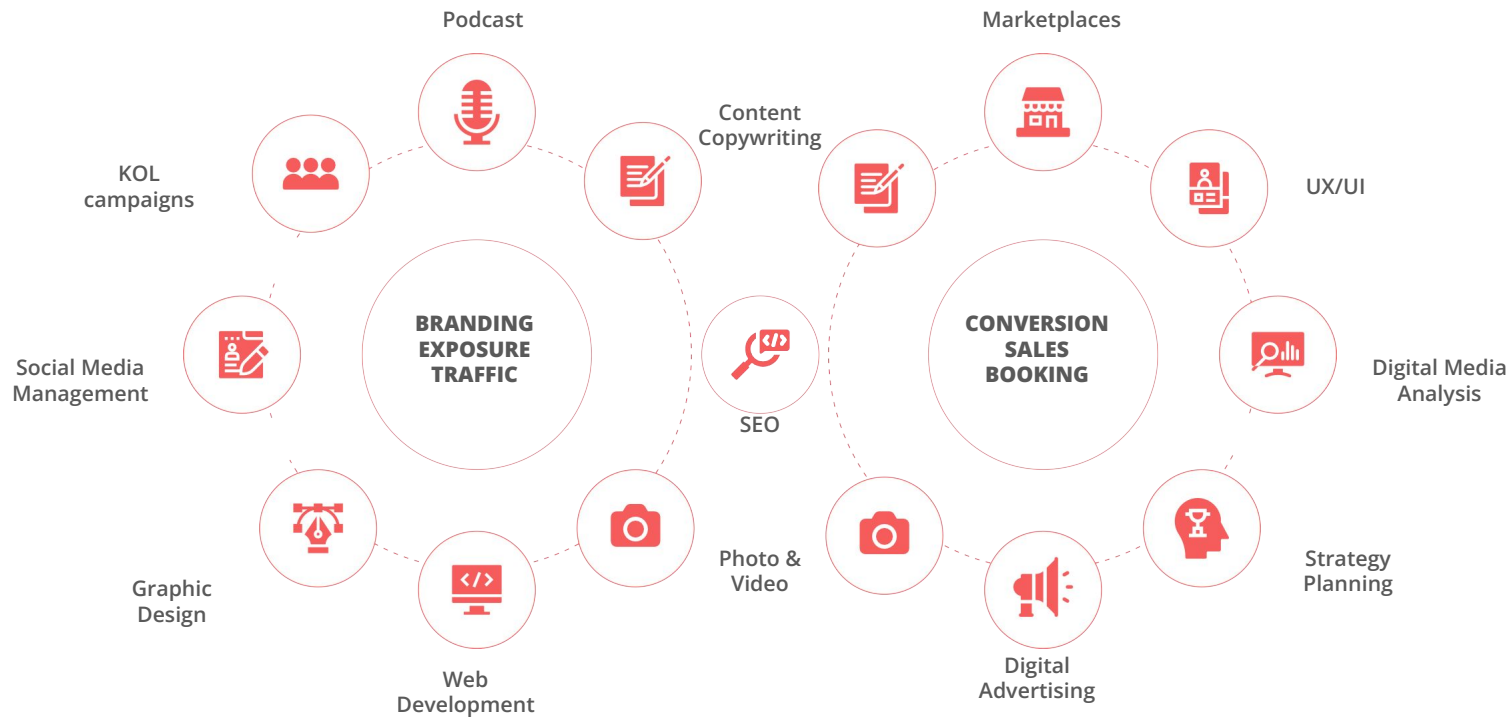 Podcast
Marketplaces
Content
Copywriting
KOL
campaigns
UX/UI
BRANDING
EXPOSURE
TRAFFIC
</>
SEO
CONVERSION
SALES
BOOKING
Social Media
Management
Digital Media
Analysis
Graphic
Design
</>
Web
Development
Photo &
Video
Digital
Advertising
Strategy
Planning